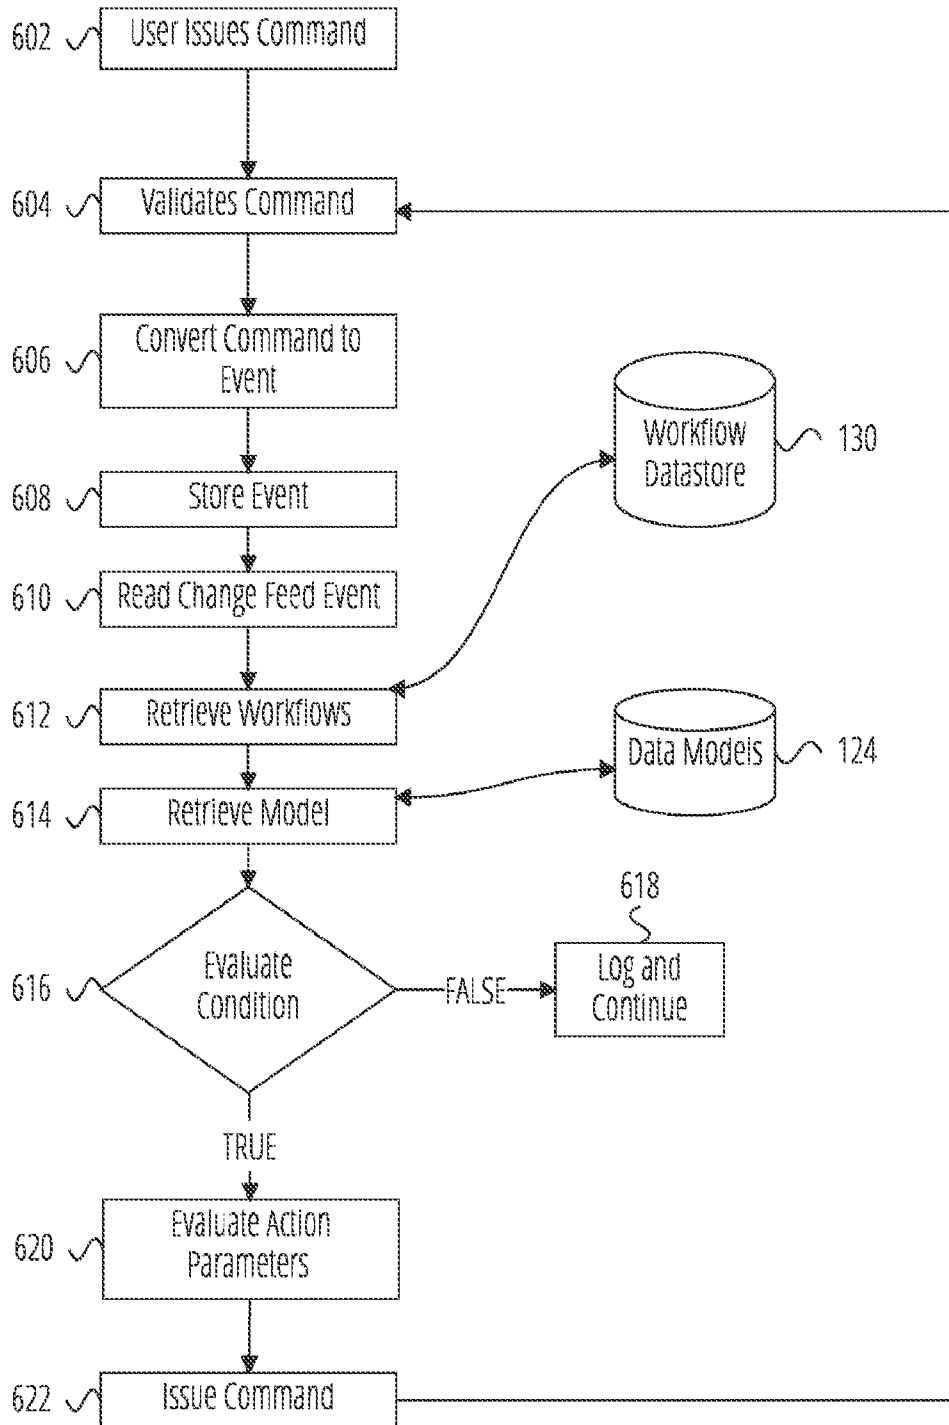 602
User Issues Command
604
Validates Command
606
Convert Command to
Event
608
Store Event
610
Read Change Feed Event
612
Retrieve Workflows
614
Retrieve Model
Workflow
Datastore
130
Data Models
124
616
Evaluate
Condition
FALSE
618
Log and
Continue
TRUE
620
Evaluate Action
Parameters
622
Issue Command